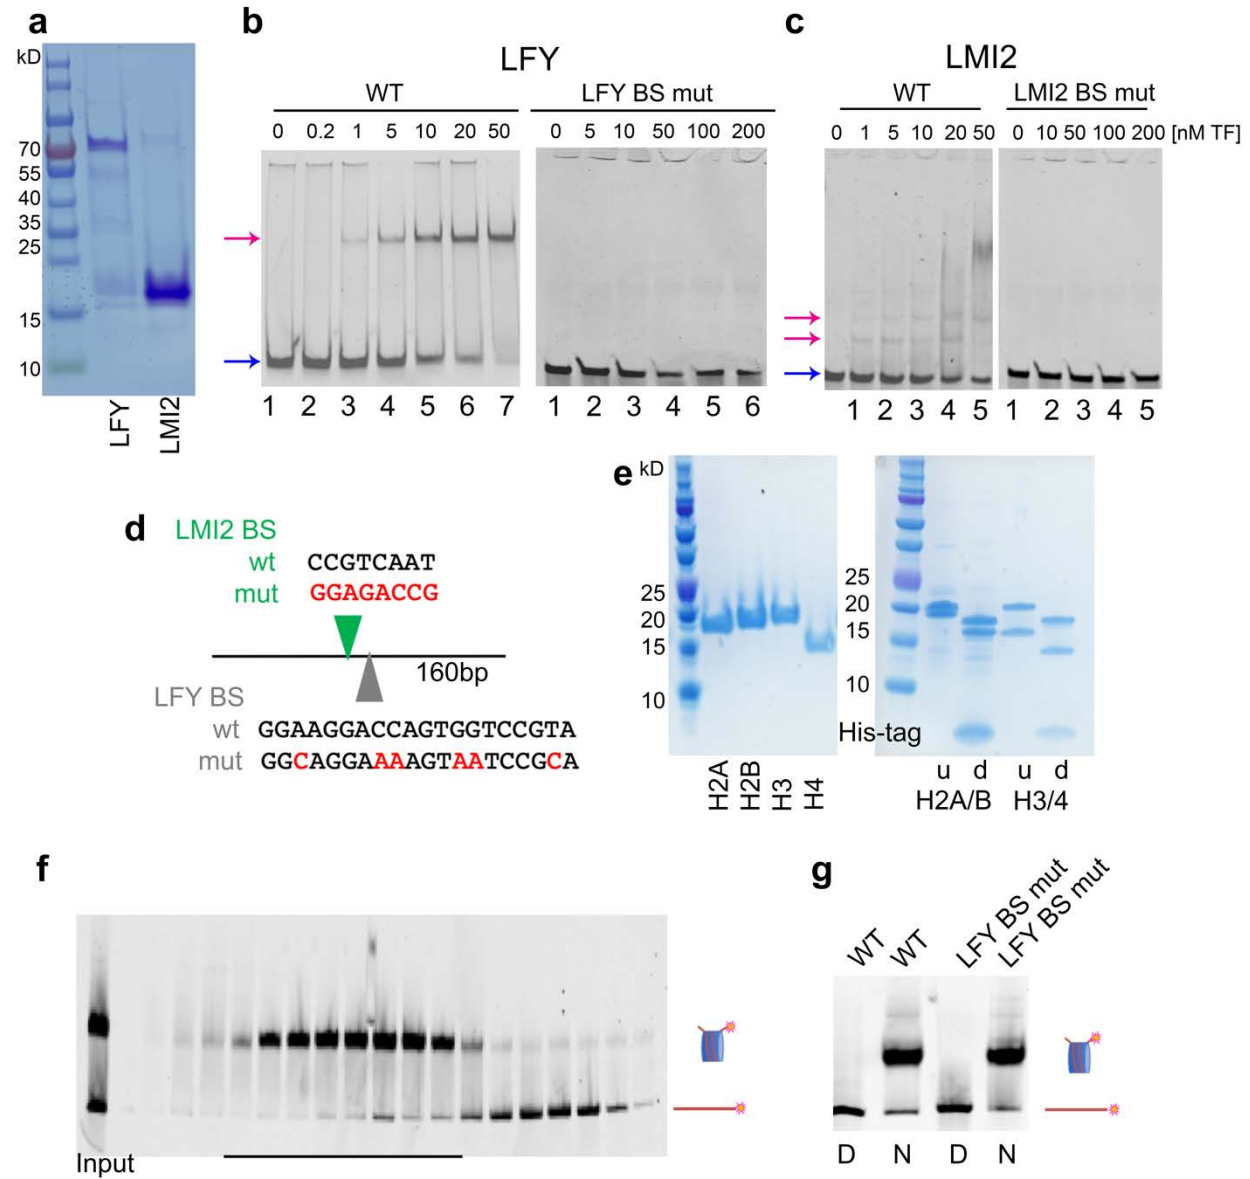 a
kD
70
55
40
35
25
15
10
LFY
LMI2
b
LFY
WT
LFY BS mut
0 0.2 1 5 10 20 50
0 5 10 50 100 200
1 2 3 4 5 6 7
1 2 3 4 5 6
c
LMI2
WT
LMI2 BS mut
0 1 5 10 20 50
0 10 50 100 200 [nM TF]
1 2 3 4 5
1 2 3 4 5
d
LMI2 BS
wt CCGTCAAT
mut GGAGACCG
160bp
LFY BS
wt GGAAGGACCAGTGGTCCGTA
mut GGCAGGAAAAGTAATCCGCA
e
kD
25
20
15
10
H2A
H2B
H3
H4
25
20
15
10
His-tag
u d u d
H2A/B H3/4
f
Input
g
WT
WT
LFY BS mut
LFY BS mut
D N D N